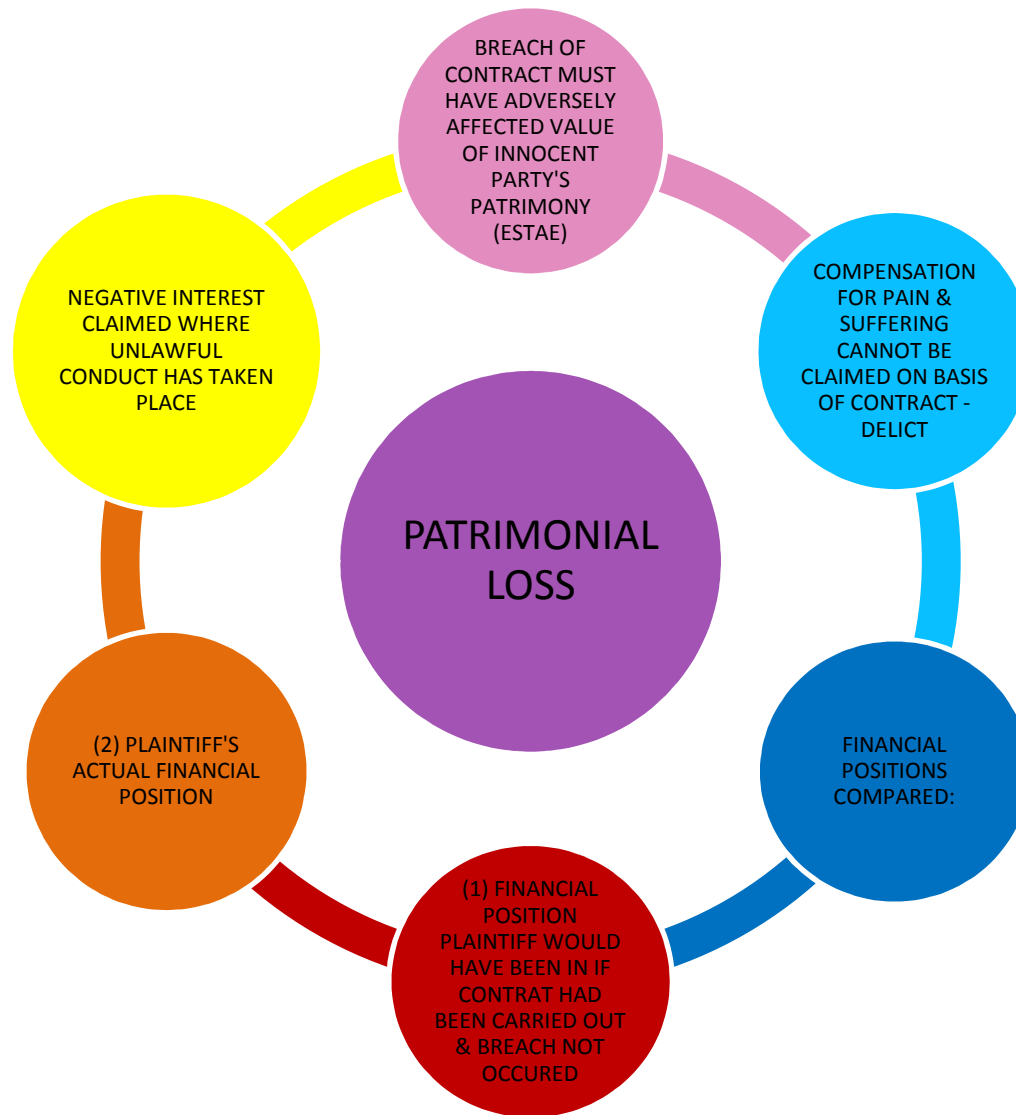 BREACH OF
CONTRACT MUST
HAVE ADVERSELY
AFFECTED VALUE
OF INNOCENT
PARTY'S
PATRIMONY
(ESTAE)
COMPENSATION
FOR PAIN &
SUFFERING
CANNOT BE
CLAIMED ON BASIS
OF CONTRACT -
DELICT
FINANCIAL
POSITIONS
COMPARED:
(1) FINANCIAL
POSITION
PLAINTIFF WOULD
HAVE BEEN IN IF
CONTRAT HAD
BEEN CARRIED OUT
& BREACH NOT
OCCURED
(2) PLAINTIFF'S
ACTUAL FINANCIAL
POSITION
NEGATIVE INTEREST
CLAIMED WHERE
UNLAWFUL
CONDUCT HAS TAKEN
PLACE
PATRIMONIAL
LOSS